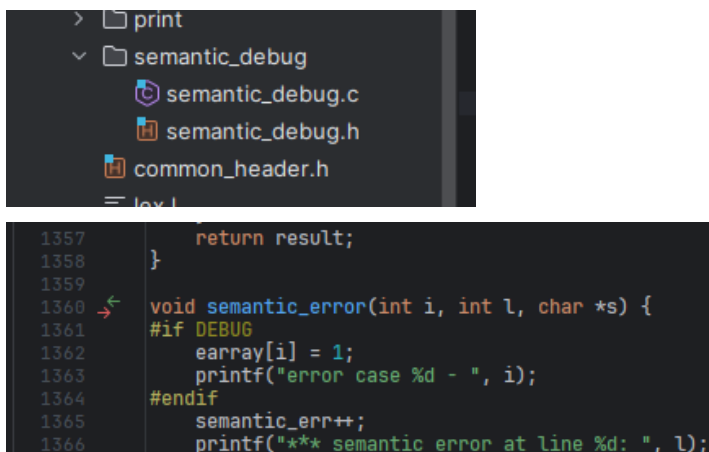 print
semantic_debug
semantic_debug.c
semantic_debug.h
common_header.h
lex.l
1357 return result;
1358 }
1359
1360 void semantic_error(int i, int l, char *s) {
1361 #if DEBUG
1362 earray[i] = 1;
1363 printf("error case %d - ", i);
1364 #endif
1365 semantic_err++;
1366 printf("*** semantic error at line %d: ", l);